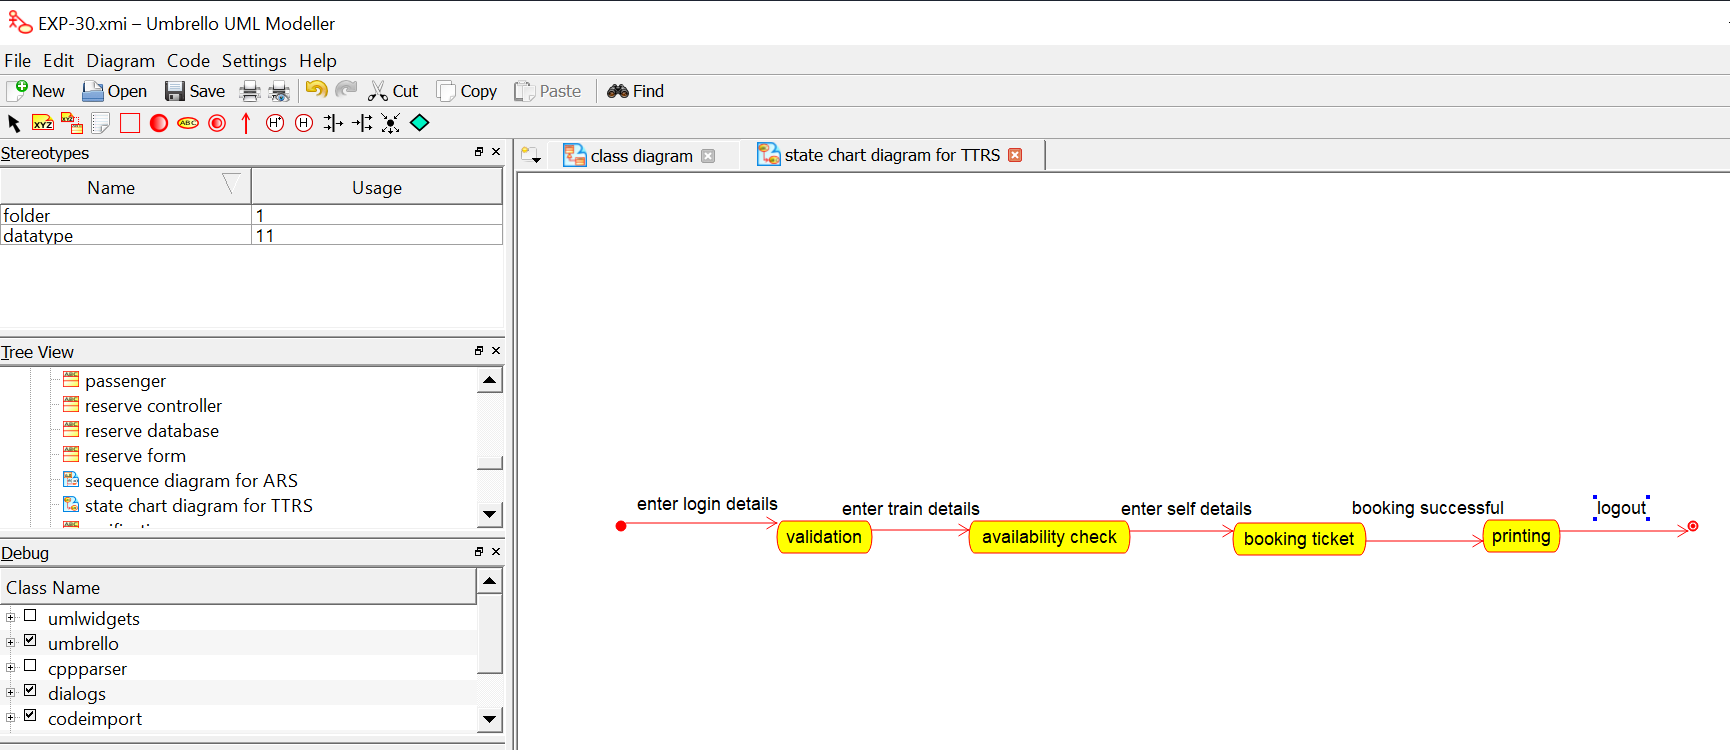 EXP-30.xmi – Umbrello UML Modeller
File Edit Diagram Code Settings Help
New Open Save Cut Copy Paste Find
XYZ XYZ ABC H* H
Stereotypes
Name Usage
folder 1
datatype 11
Tree View
passenger
reserve controller
reserve database
reserve form
sequence diagram for ARS
state chart diagram for TTRS
Debug
Class Name
umlwidgets
umbrello
cppparser
dialogs
codeimport
class diagram state chart diagram for TTRS
enter login details enter train details enter self details booking successful logout
validation availability check booking ticket printing